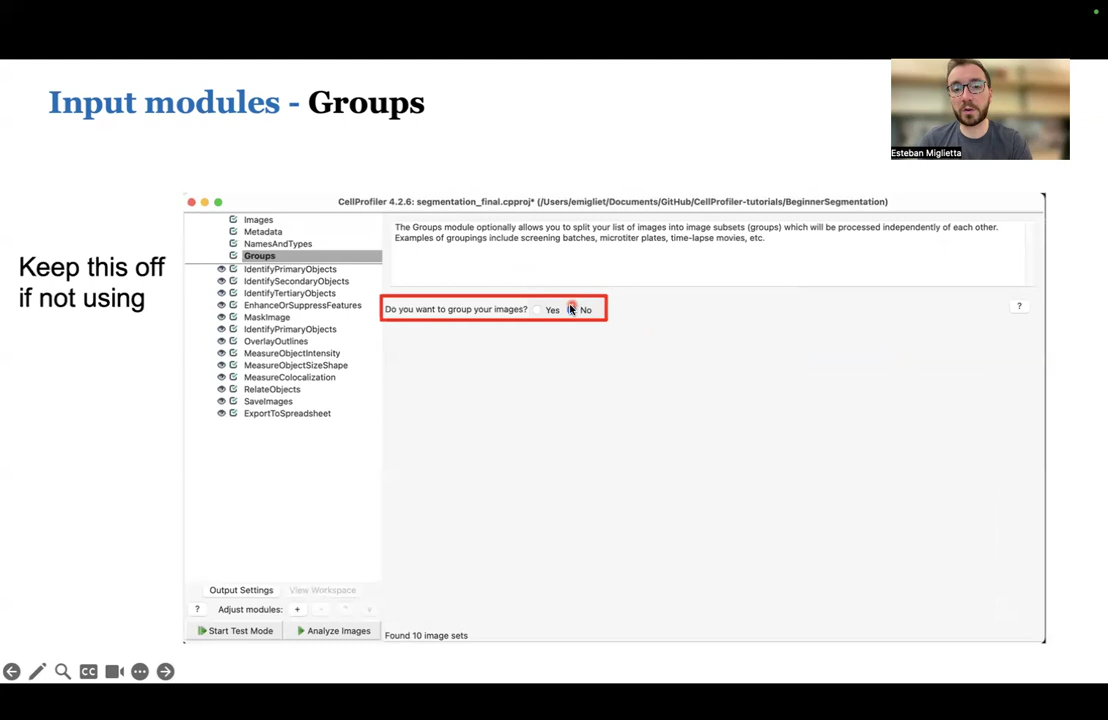 Input modules - Groups
Esteban Miglietta
Keep this off
if not using
CellProfiler 4.2.6: segmentation_final.cpproj* (/Users/emigliet/Documents/GitHub/CellProfiler-tutorials/BeginnerSegmentation)
Images
Metadata
NamesAndTypes
Groups
IdentifyPrimaryObjects
IdentifySecondaryObjects
IdentifyTertiaryObjects
EnhanceOrSuppressFeatures
MaskImage
IdentifyPrimaryObjects
OverlayOutlines
MeasureObjectIntensity
MeasureObjectSizeShape
MeasureColocalization
RelateObjects
SaveImages
ExportToSpreadsheet
The Groups module optionally allows you to split your list of images into image subsets (groups) which will be processed independently of each other.
Examples of groupings include screening batches, microtiter plates, time-lapse movies, etc.
Do you want to group your images? Yes No
?
Output Settings View Workspace
? Adjust modules: + - ^ v
Start Test Mode Analyze Images
Found 10 image sets
CC